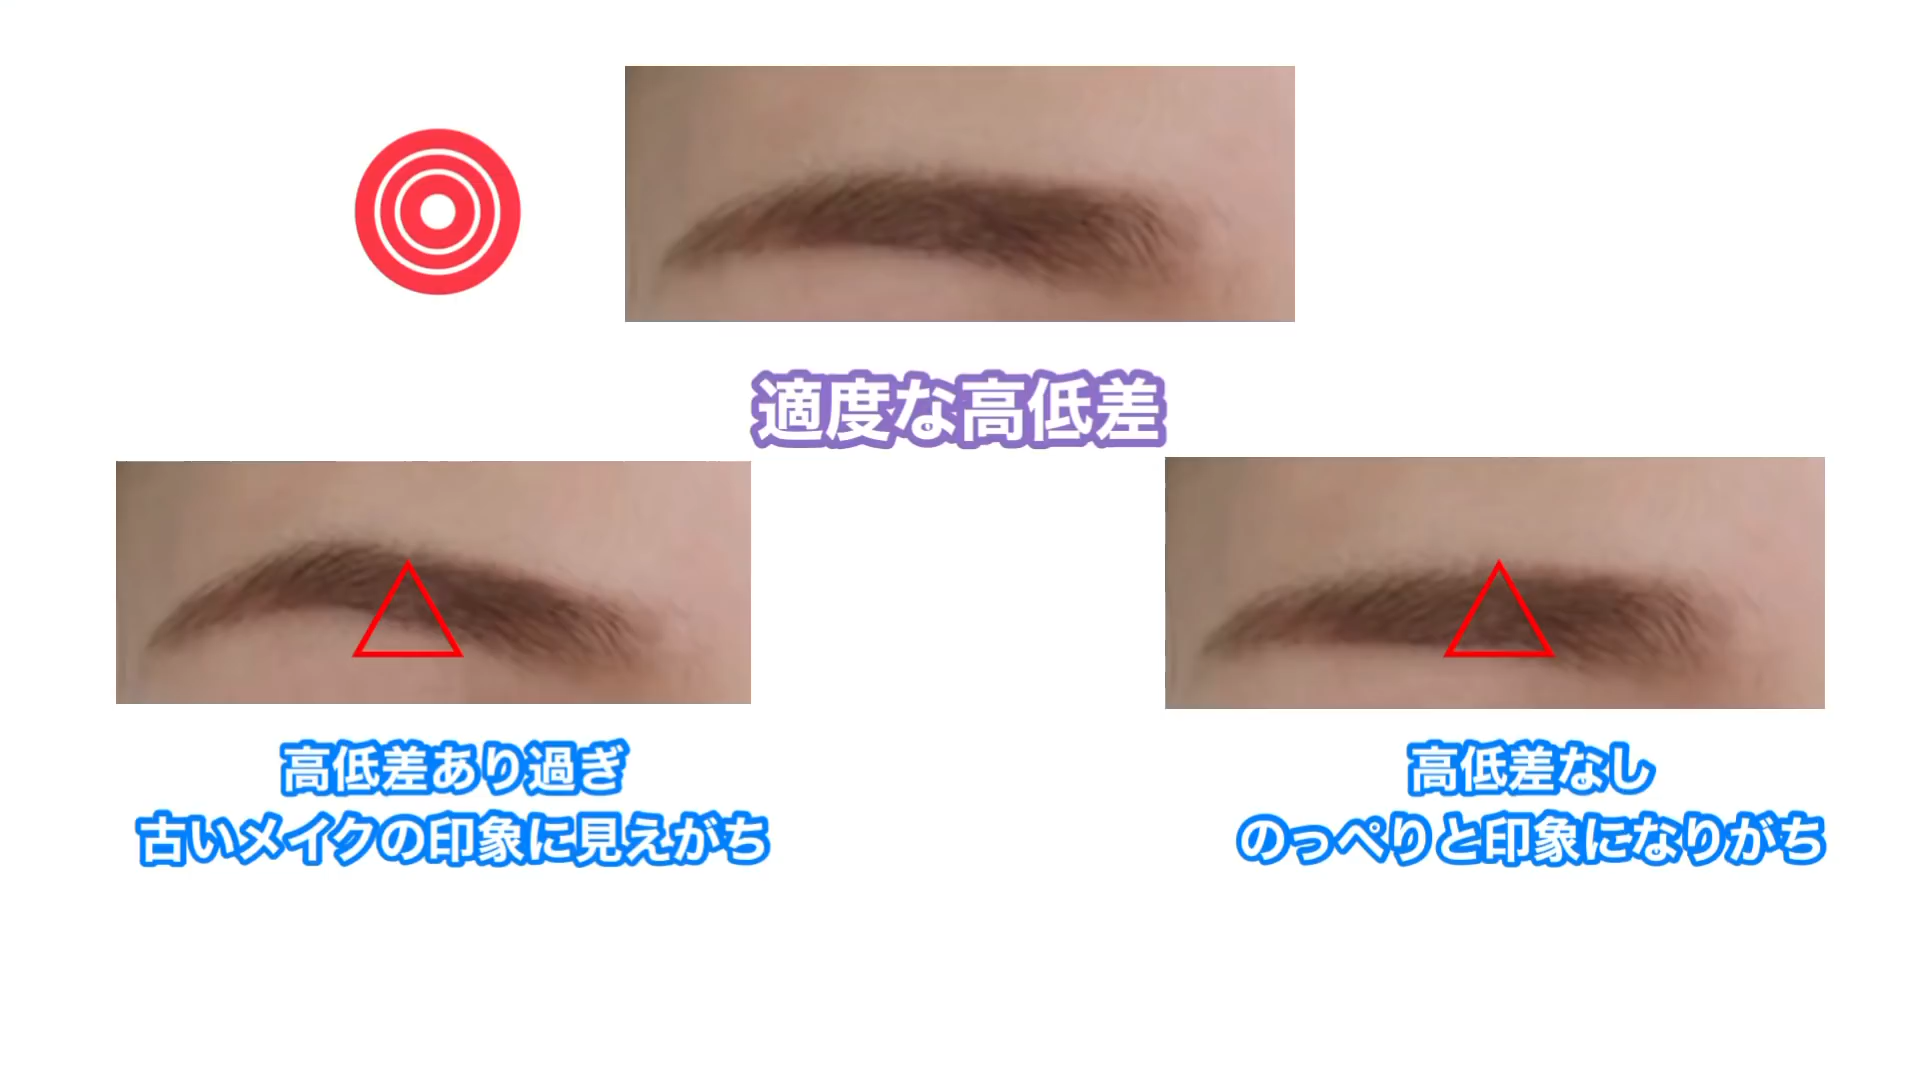 適度な高低差
高低差あり過ぎ
古いメイクの印象に見えがち
高低差なし
のっぺりと印象になりがち